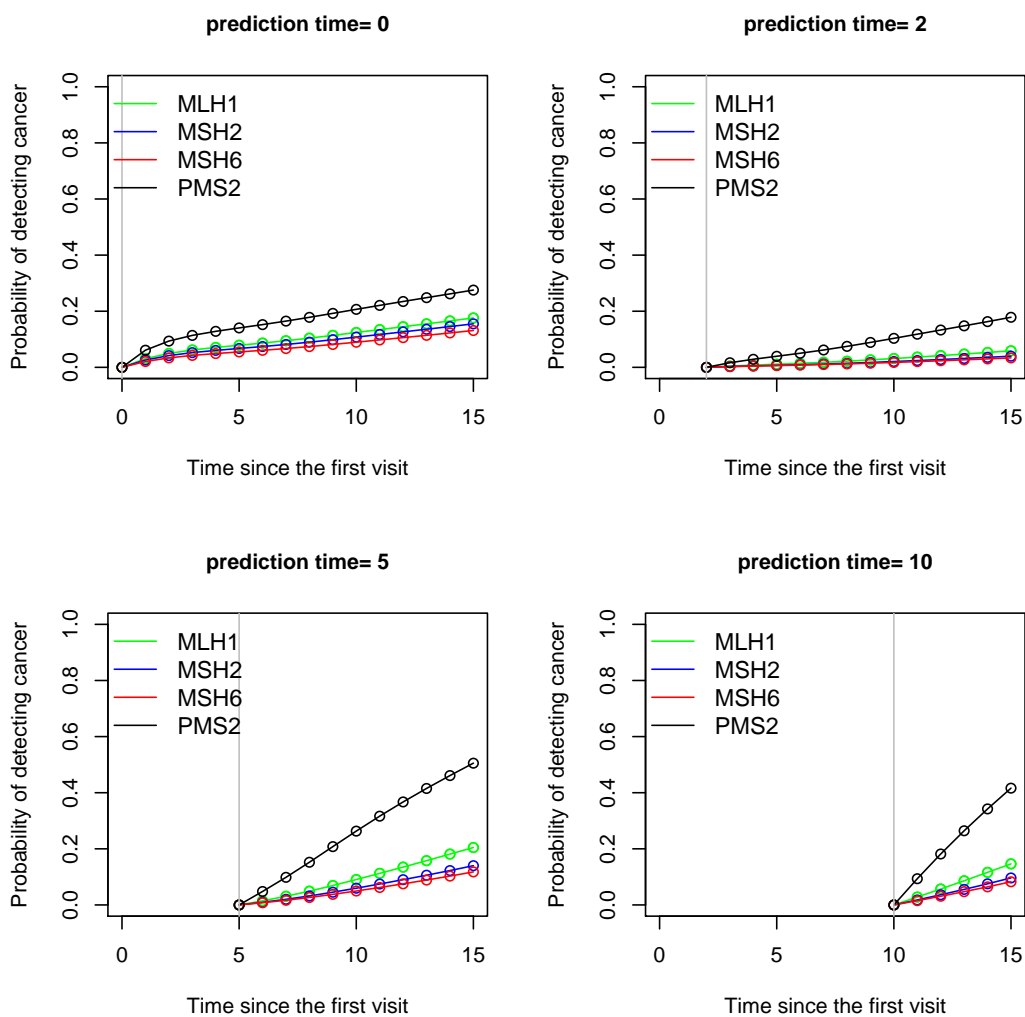 prediction time= 0
Probability of detecting cancer
1.0
0.8
0.6
0.4
0.2
0.0
MLH1
MSH2
MSH6
PMS2
0 5 10 15
Time since the first visit
prediction time= 2
Probability of detecting cancer
1.0
0.8
0.6
0.4
0.2
0.0
MLH1
MSH2
MSH6
PMS2
0 5 10 15
Time since the first visit
prediction time= 5
Probability of detecting cancer
1.0
0.8
0.6
0.4
0.2
0.0
MLH1
MSH2
MSH6
PMS2
0 5 10 15
Time since the first visit
prediction time= 10
Probability of detecting cancer
1.0
0.8
0.6
0.4
0.2
0.0
MLH1
MSH2
MSH6
PMS2
0 5 10 15
Time since the first visit